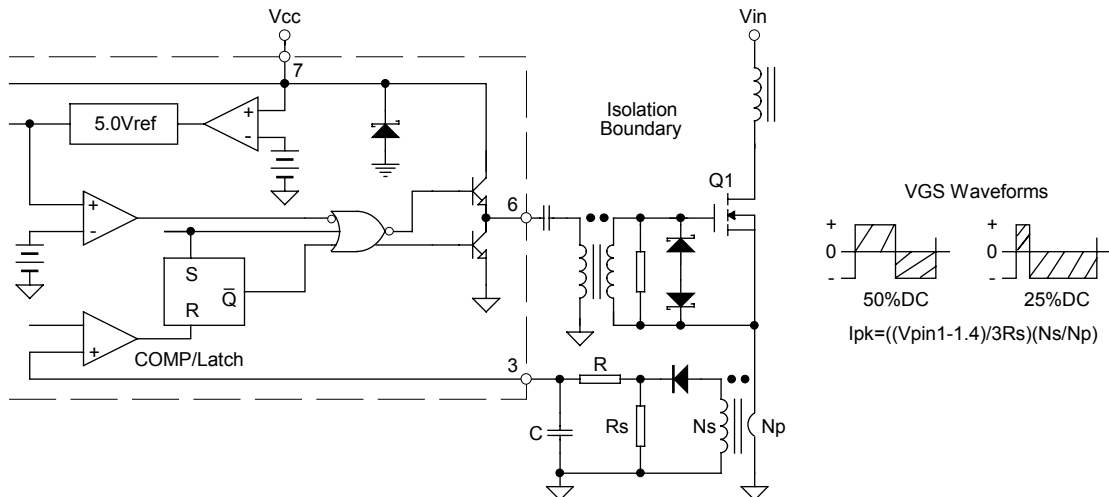 Vcc
Vin
7
5.0Vref
+
-
Isolation
Boundary
Q1
VGS Waveforms
+
-
6
+
0
-
+
0
-
S
R
Q̅
50%DC
25%DC
Ipk=((Vpin1-1.4)/3Rs)(Ns/Np)
+
COMP/Latch
3
R
C
Rs
Ns
Np